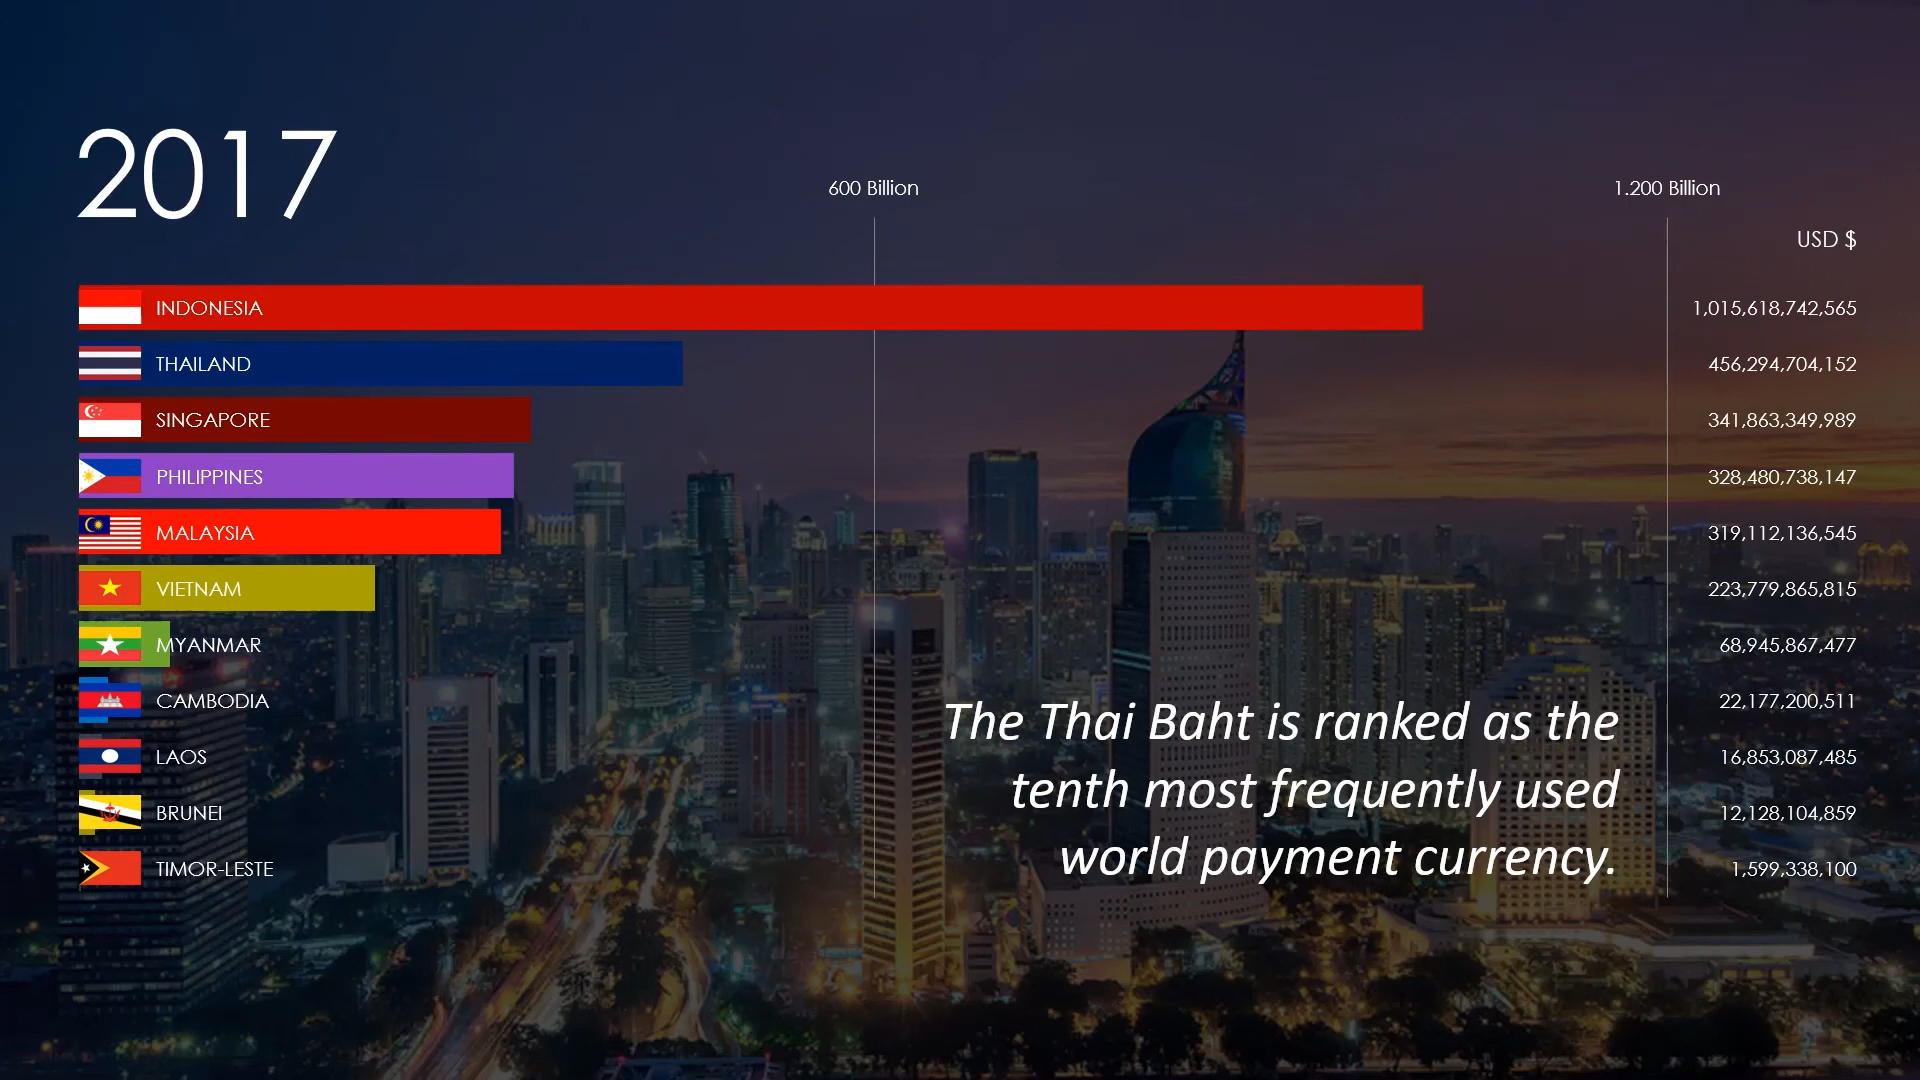 2017
600 Billion
1.200 Billion
USD $
INDONESIA 1,015,618,742,565
THAILAND 456,294,704,152
SINGAPORE 341,863,349,989
PHILIPPINES 328,480,738,147
MALAYSIA 319,112,136,545
VIETNAM 223,779,865,815
MYANMAR 68,945,867,477
CAMBODIA 22,177,200,511
LAOS 16,853,087,485
BRUNEI 12,128,104,859
TIMOR-LESTE 1,599,338,100
The Thai Baht is ranked as the
tenth most frequently used
world payment currency.